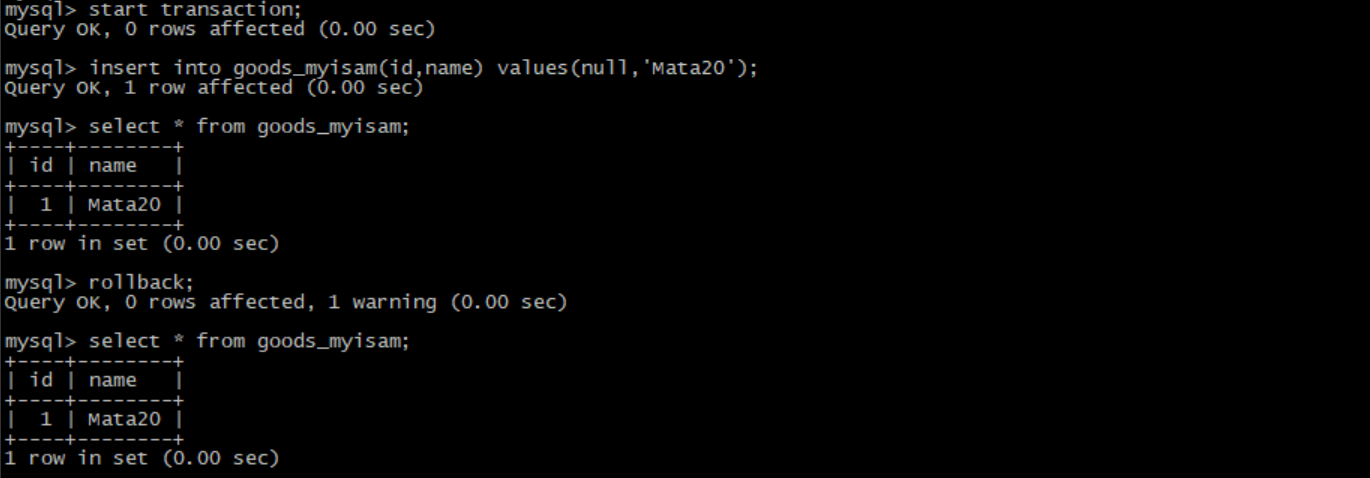 mysql> start transaction;
Query OK, 0 rows affected (0.00 sec)
mysql> insert into goods_myisam(id,name) values(null,'Mata20');
Query OK, 1 row affected (0.00 sec)
mysql> select * from goods_myisam;
+----+--------+
| id | name   |
+----+--------+
|  1 | Mata20 |
+----+--------+
1 row in set (0.00 sec)
mysql> rollback;
Query OK, 0 rows affected, 1 warning (0.00 sec)
mysql> select * from goods_myisam;
+----+--------+
| id | name   |
+----+--------+
|  1 | Mata20 |
+----+--------+
1 row in set (0.00 sec)